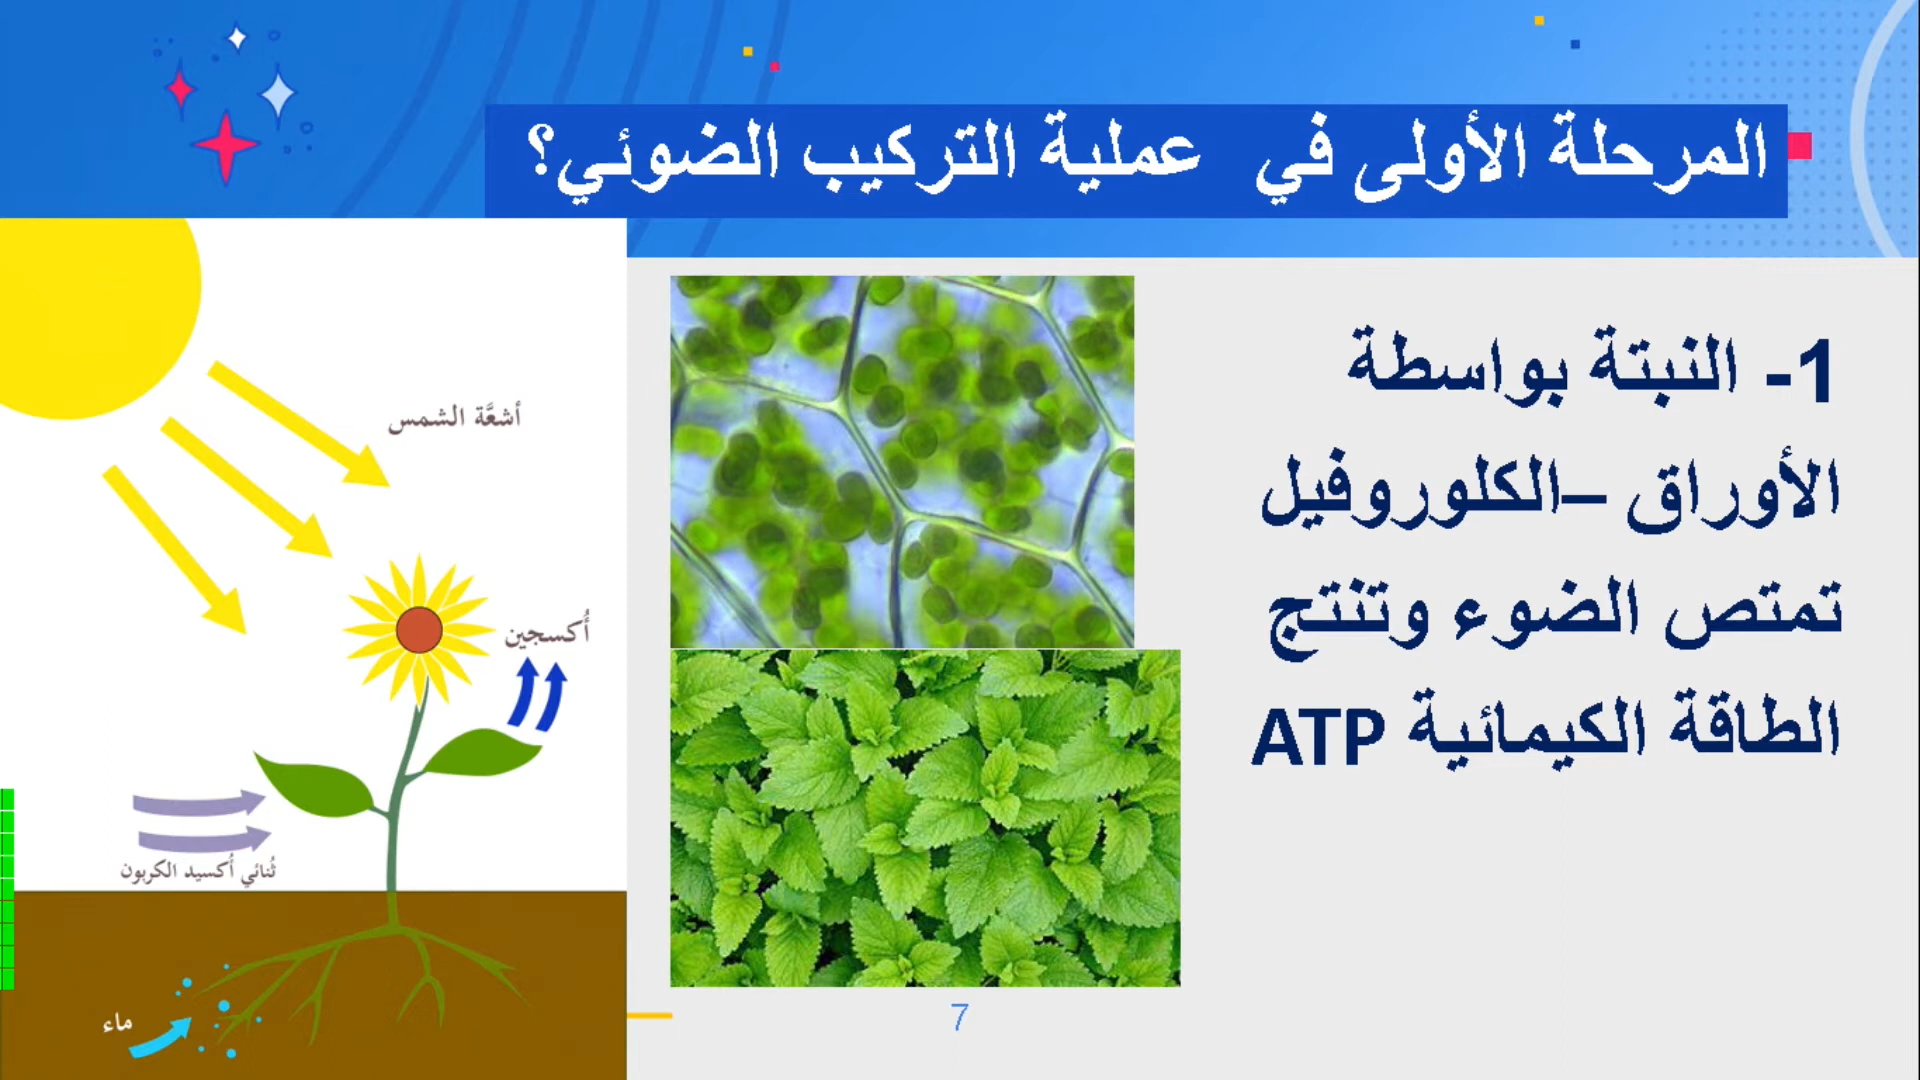 المرحلة الأولى في عملية التركيب الضوئي؟
1- النبتة بواسطة
الأوراق –الكلوروفيل
تمتص الضوء وتنتج
الطاقة الكيمائية ATP
أشعَّة الشمس
أُكسجين
ثُنائي أُكسيد الكربون
ماء
7